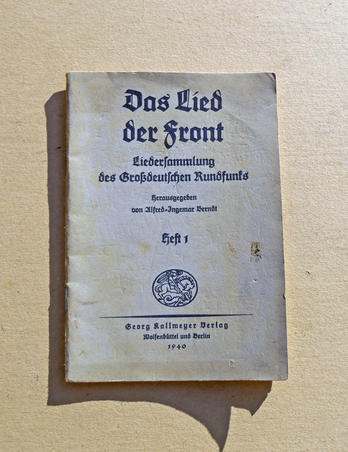 Das Lied
der Front
Liedersammlung
des Großdeutschen Rundfunks
Herausgegeben
von Alfred-Ingemar Berndt
Heft 1
Georg Kallmeyer Verlag
Wolfenbüttel und Berlin
1940